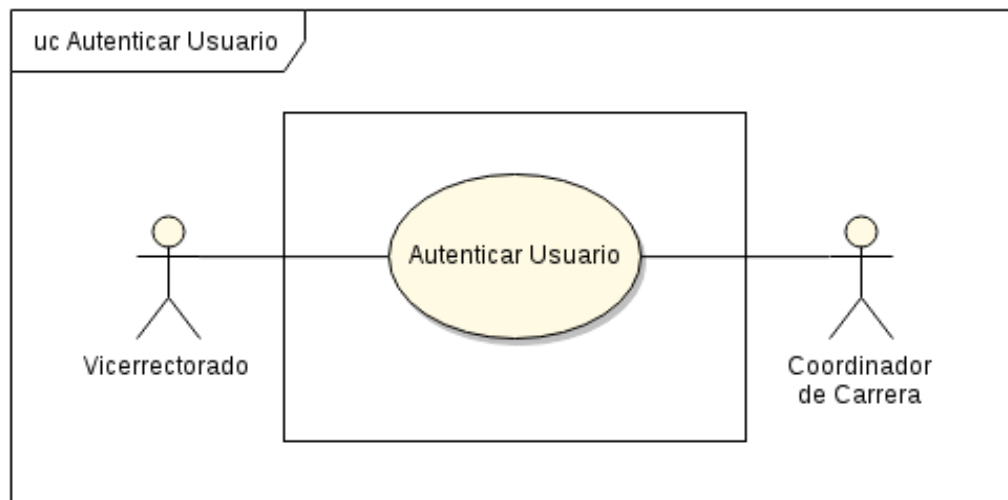 uc Autenticar Usuario
Autenticar Usuario
Vicerrectorado
Coordinador
de Carrera